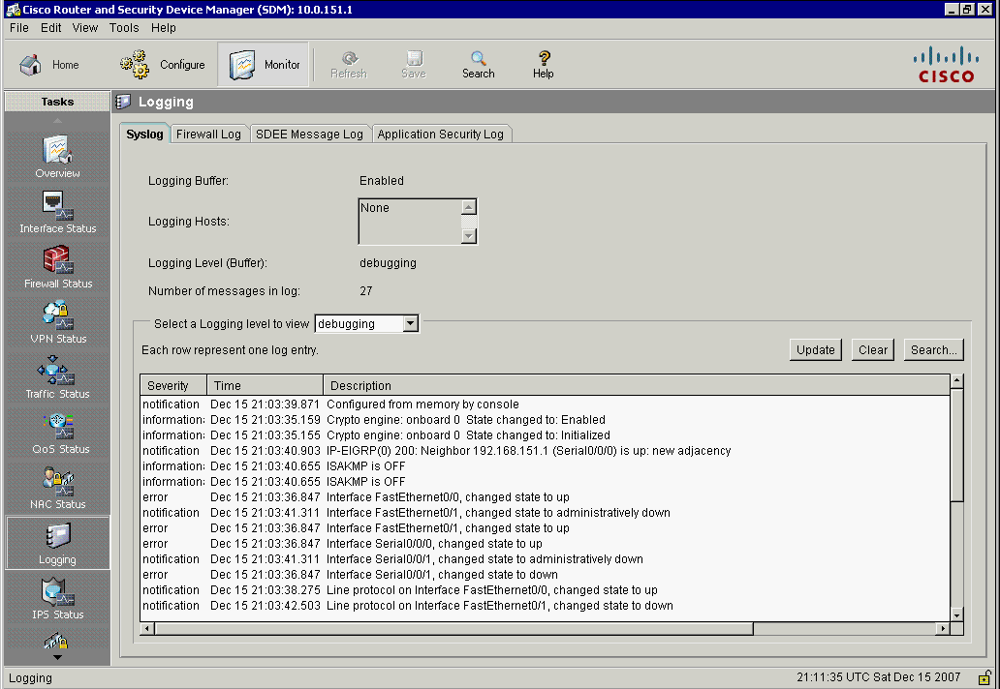 Cisco Router and Security Device Manager (SDM): 10.0.151.1
File Edit View Tools Help
Home Configure Monitor Refresh Save Search Help
CISCO
Tasks
Logging
Overview
Interface Status
Firewall Status
VPN Status
Traffic Status
QoS Status
NAC Status
Logging
IPS Status
Syslog Firewall Log SDEE Message Log Application Security Log
Logging Buffer: Enabled
Logging Hosts: None
Logging Level (Buffer): debugging
Number of messages in log: 27
Select a Logging level to view debugging
Each row represent one log entry. Update Clear Search...
Severity Time Description
notification Dec 15 21:03:39.871 Configured from memory by console
information: Dec 15 21:03:35.159 Crypto engine: onboard 0 State changed to: Enabled
information: Dec 15 21:03:35.155 Crypto engine: onboard 0 State changed to: Initialized
notification Dec 15 21:03:40.903 IP-EIGRP(0) 200: Neighbor 192.168.151.1 (Serial0/0/0) is up: new adjacency
information: Dec 15 21:03:40.655 ISAKMP is OFF
information: Dec 15 21:03:40.655 ISAKMP is OFF
error Dec 15 21:03:36.847 Interface FastEthernet0/0, changed state to up
notification Dec 15 21:03:41.311 Interface FastEthernet0/1, changed state to administratively down
error Dec 15 21:03:36.847 Interface FastEthernet0/1, changed state to up
error Dec 15 21:03:36.847 Interface Serial0/0/0, changed state to up
notification Dec 15 21:03:41.311 Interface Serial0/0/1, changed state to administratively down
error Dec 15 21:03:36.847 Interface Serial0/0/1, changed state to down
notification Dec 15 21:03:38.275 Line protocol on Interface FastEthernet0/0, changed state to up
notification Dec 15 21:03:42.503 Line protocol on Interface FastEthernet0/1, changed state to down
Logging 21:11:35 UTC Sat Dec 15 2007